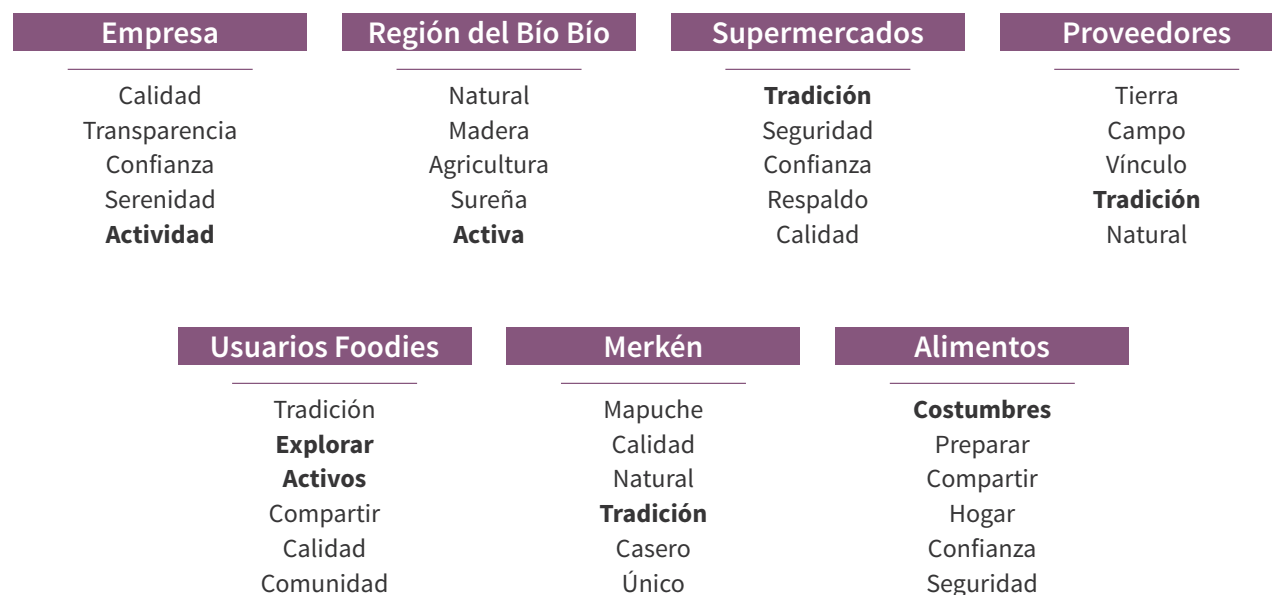 Empresa
Calidad
Transparencia
Confianza
Serenidad
Actividad
Región del Bío Bío
Natural
Madera
Agricultura
Sureña
Activa
Supermercados
Tradición
Seguridad
Confianza
Respaldo
Calidad
Proveedores
Tierra
Campo
Vínculo
Tradición
Natural
Usuarios Foodies
Tradición
Explorar
Activos
Compartir
Calidad
Comunidad
Merkén
Mapuche
Calidad
Natural
Tradición
Casero
Único
Alimentos
Costumbres
Preparar
Compartir
Hogar
Confianza
Seguridad